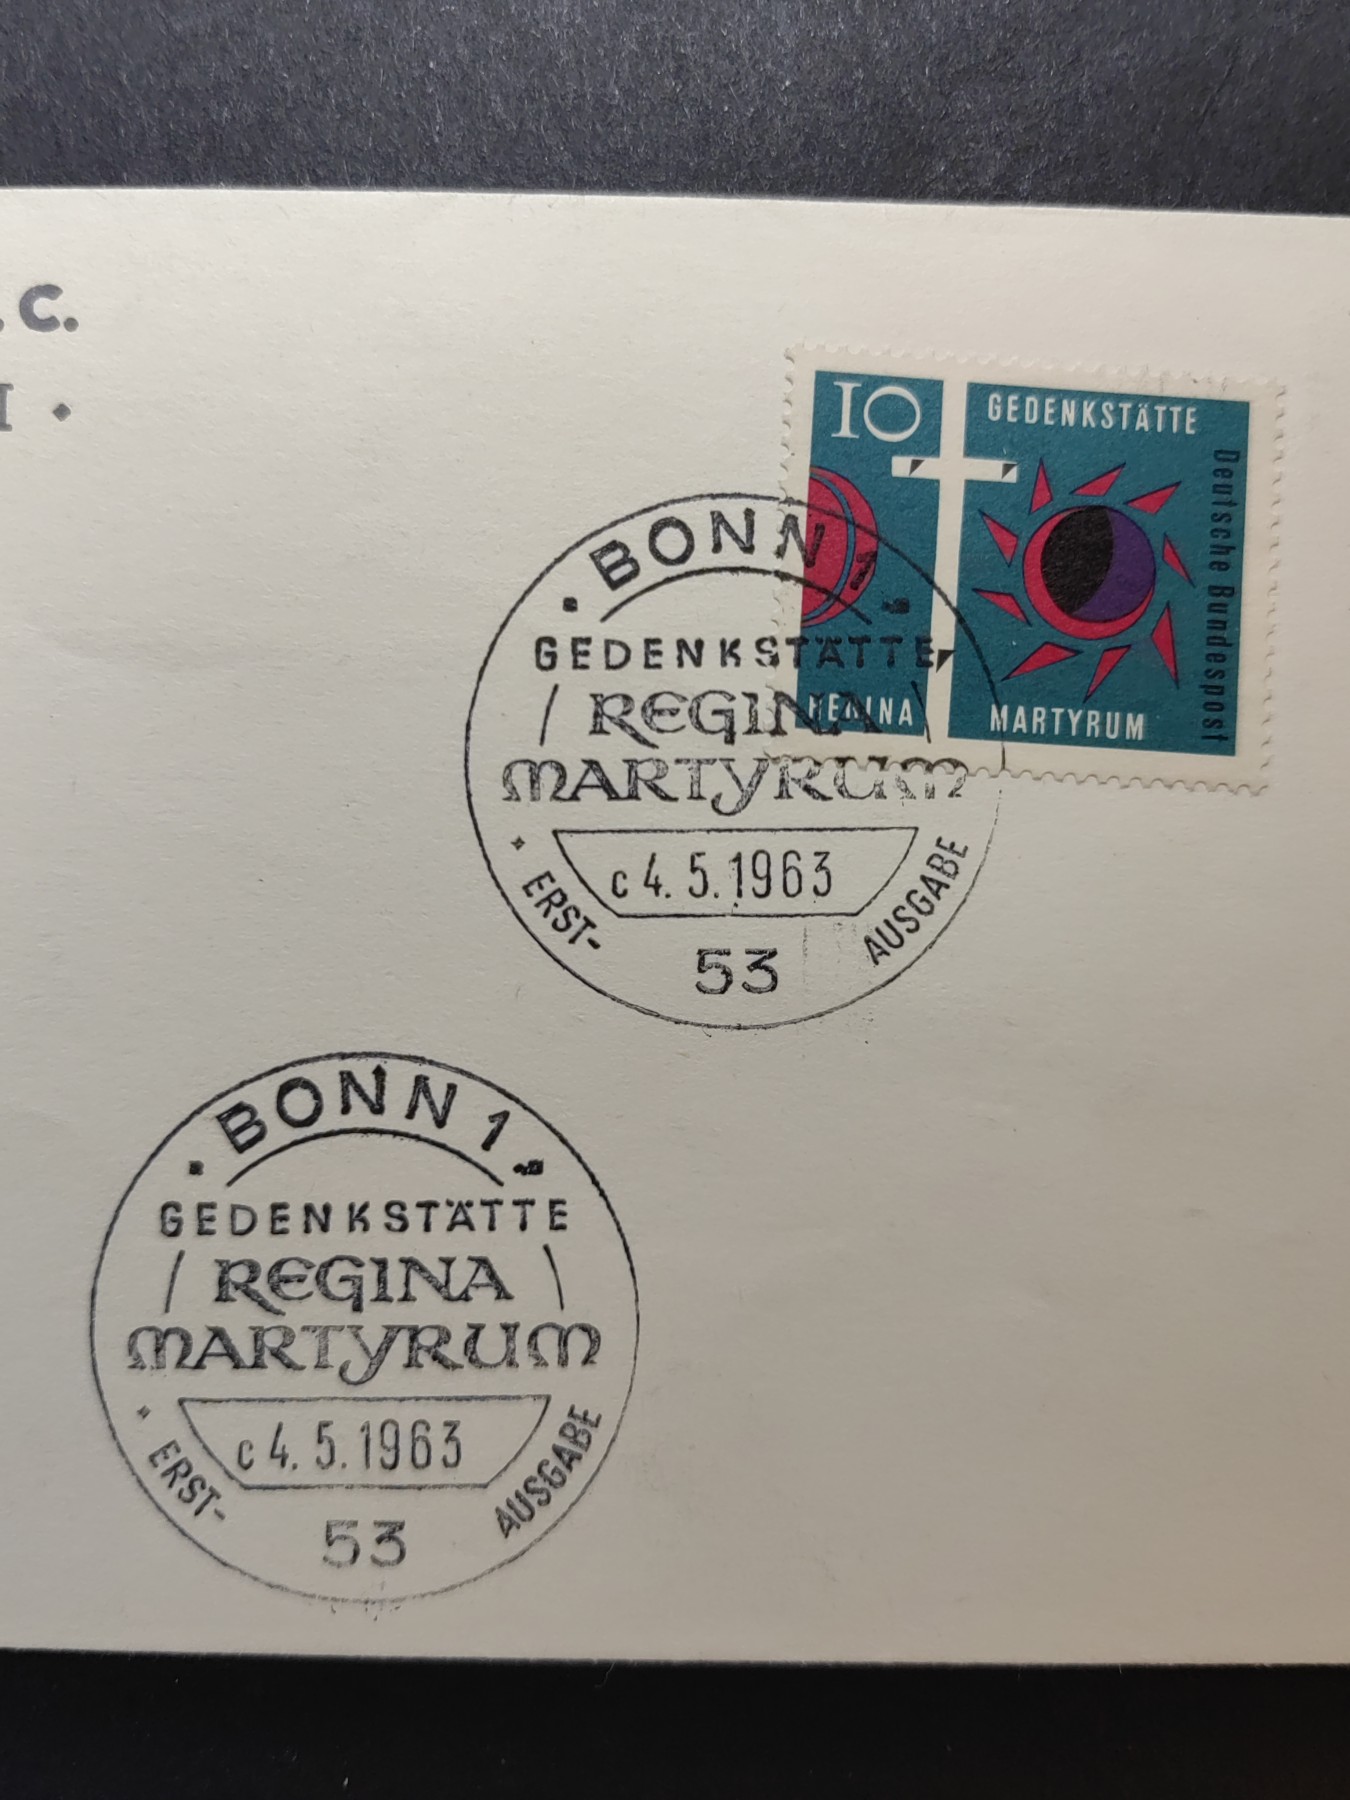 . C.
I ·
10
GEDENKSTÄTTE
REGINA
MARTYRUM
Deutsche Bundespost
BONN 1
GEDENKSTÄTTE
REGINA
MARTYRUM
c 4. 5. 1963
ERST-
AUSGABE
53
BONN 1
GEDENKSTÄTTE
REGINA
MARTYRUM
c 4. 5. 1963
ERST-
AUSGABE
53